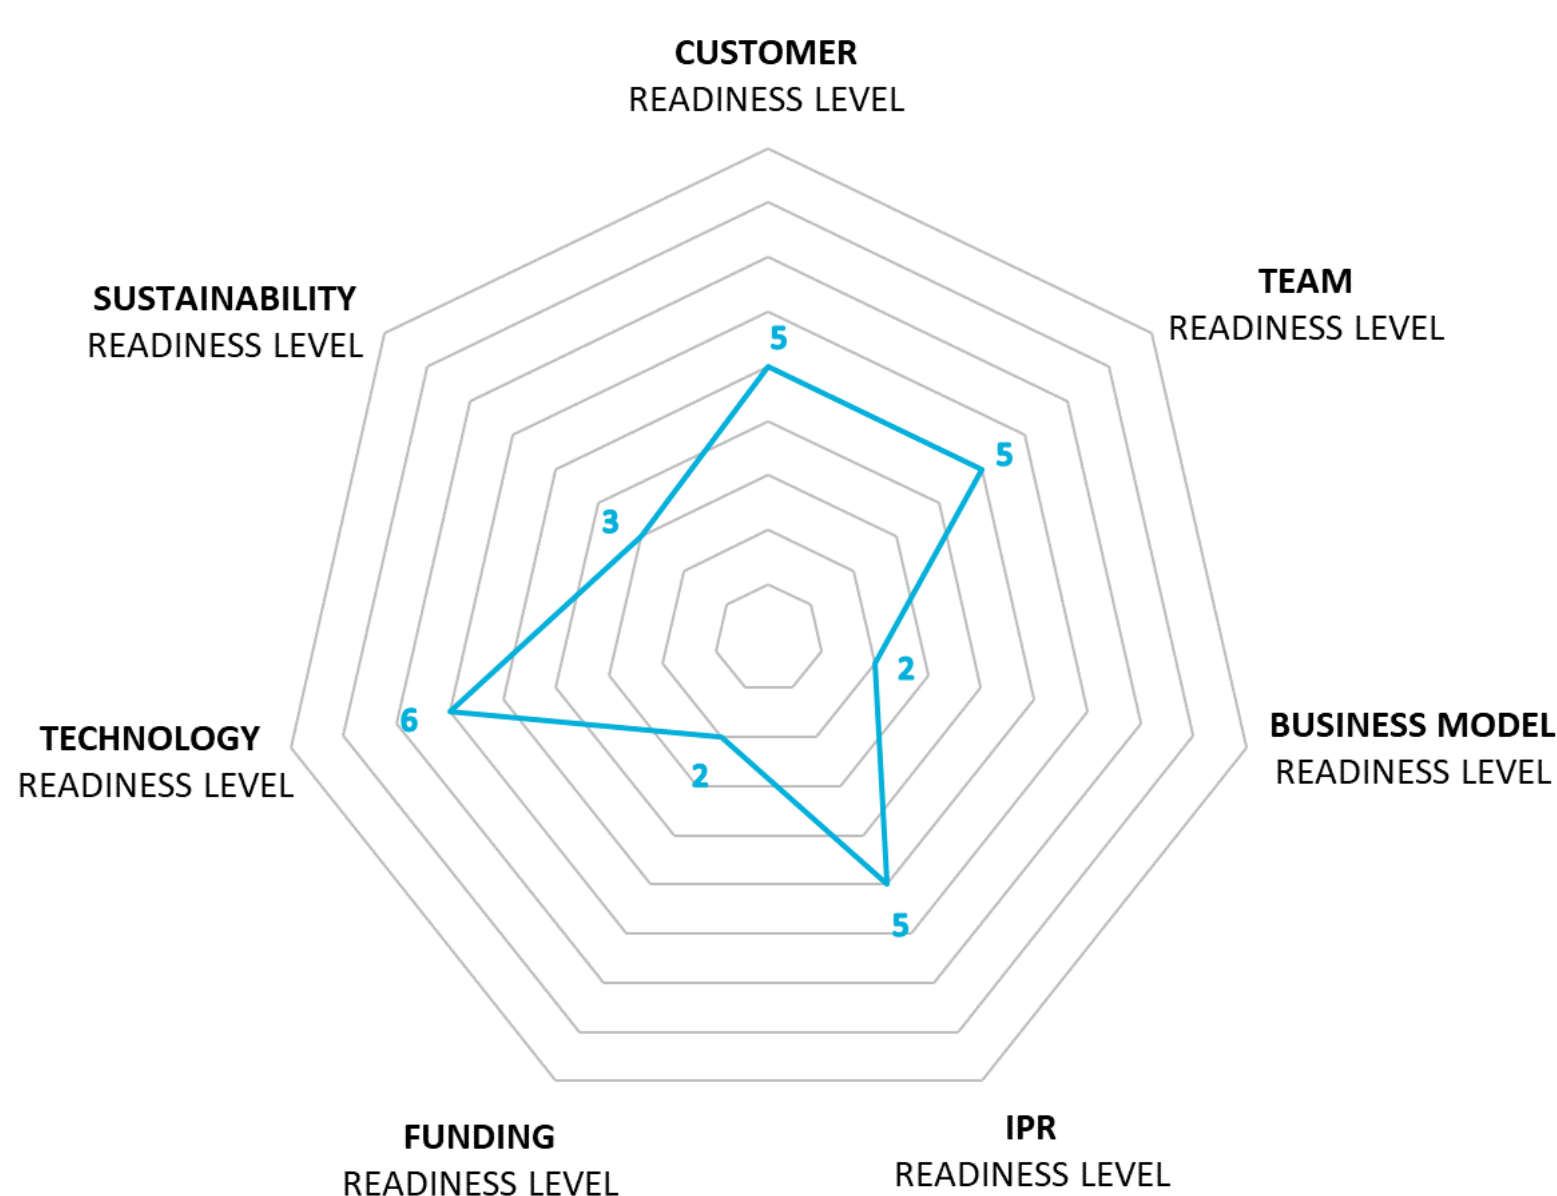 CUSTOMER
READINESS LEVEL
TEAM
READINESS LEVEL
SUSTAINABILITY
READINESS LEVEL
5
5
3
2
6
TECHNOLOGY
READINESS LEVEL
BUSINESS MODEL
READINESS LEVEL
2
5
FUNDING
READINESS LEVEL
IPR
READINESS LEVEL